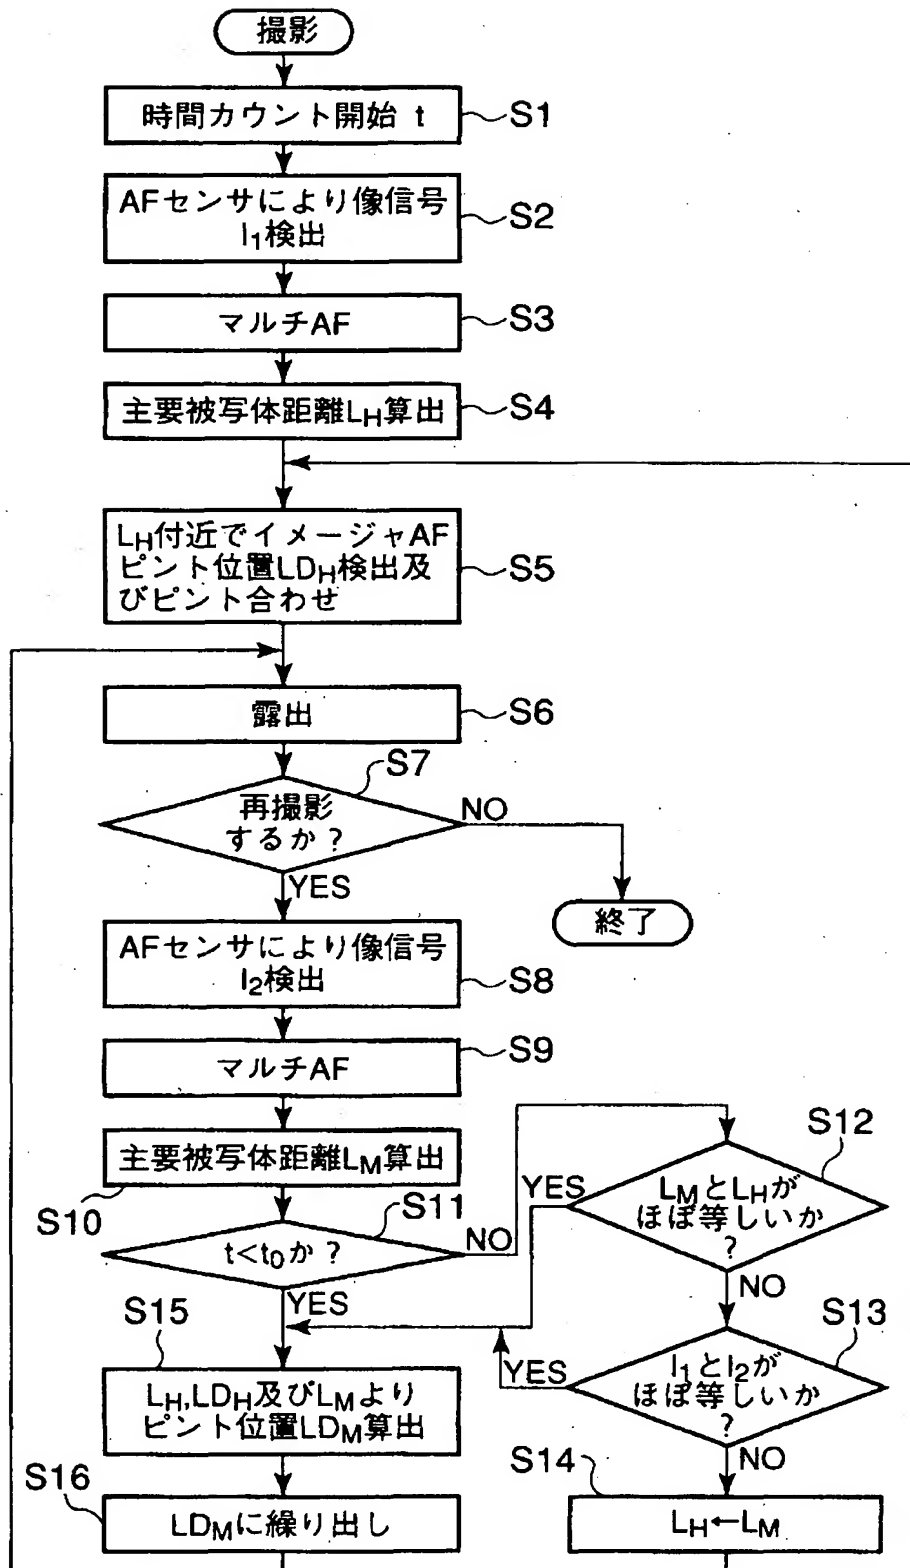 撮影
時間カウント開始 t
S1
AFセンサにより像信号
I₁検出
S2
マルチAF
S3
主要被写体距離LH算出
S4
LH付近でイメージャAF
ピント位置LDH検出及
びピント合わせ
S5
露出
S6
S7
再撮影
するか？
NO
YES
終了
AFセンサにより像信号
I₂検出
S8
マルチAF
S9
主要被写体距離LM算出
S10
S11
t<t₀か？
NO
YES
S12
LMとLHが
ほぼ等しいか
？
YES
NO
S13
I₁とI₂が
ほぼ等しいか
？
YES
NO
S15
LH,LDH及びLMより
ピント位置LDM算出
S14
LH←LM
S16
LDMに繰り出し